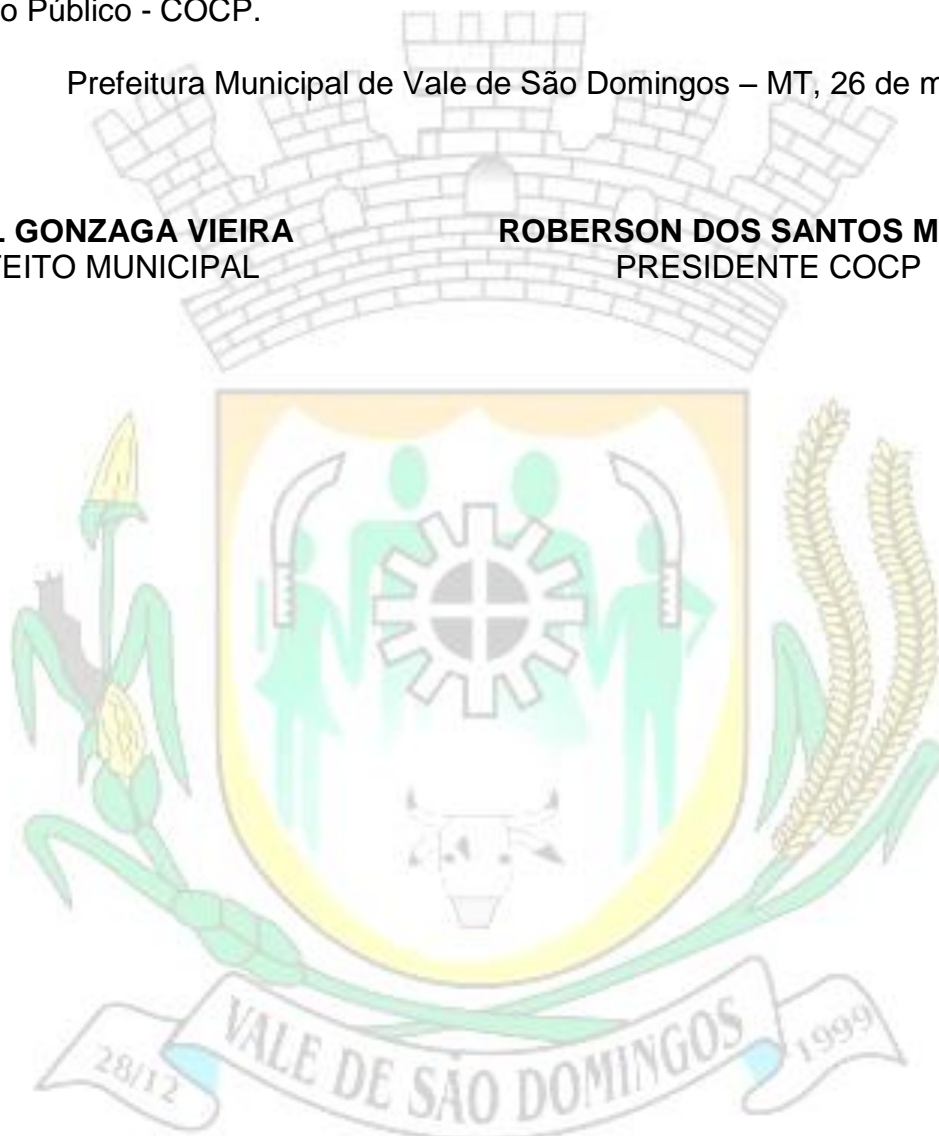 o Público - COCP.
Prefeitura Municipal de Vale de São Domingos – MT, 26 de m
L GONZAGA VIEIRA ROBERSON DOS SANTOS M
EITO MUNICIPAL PRESIDENTE COCP
28/12 VALE DE SÃO DOMINGOS 1999